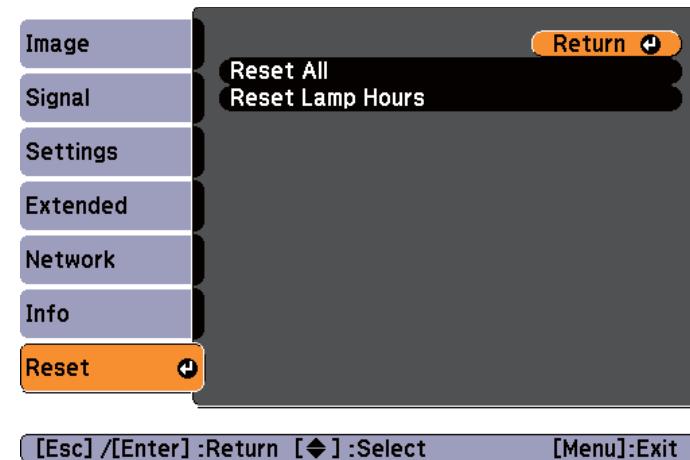 Image
Signal
Settings
Extended
Network
Info
Reset
Return
Reset All
Reset Lamp Hours
[Esc] /[Enter] :Return [◆] :Select [Menu]:Exit